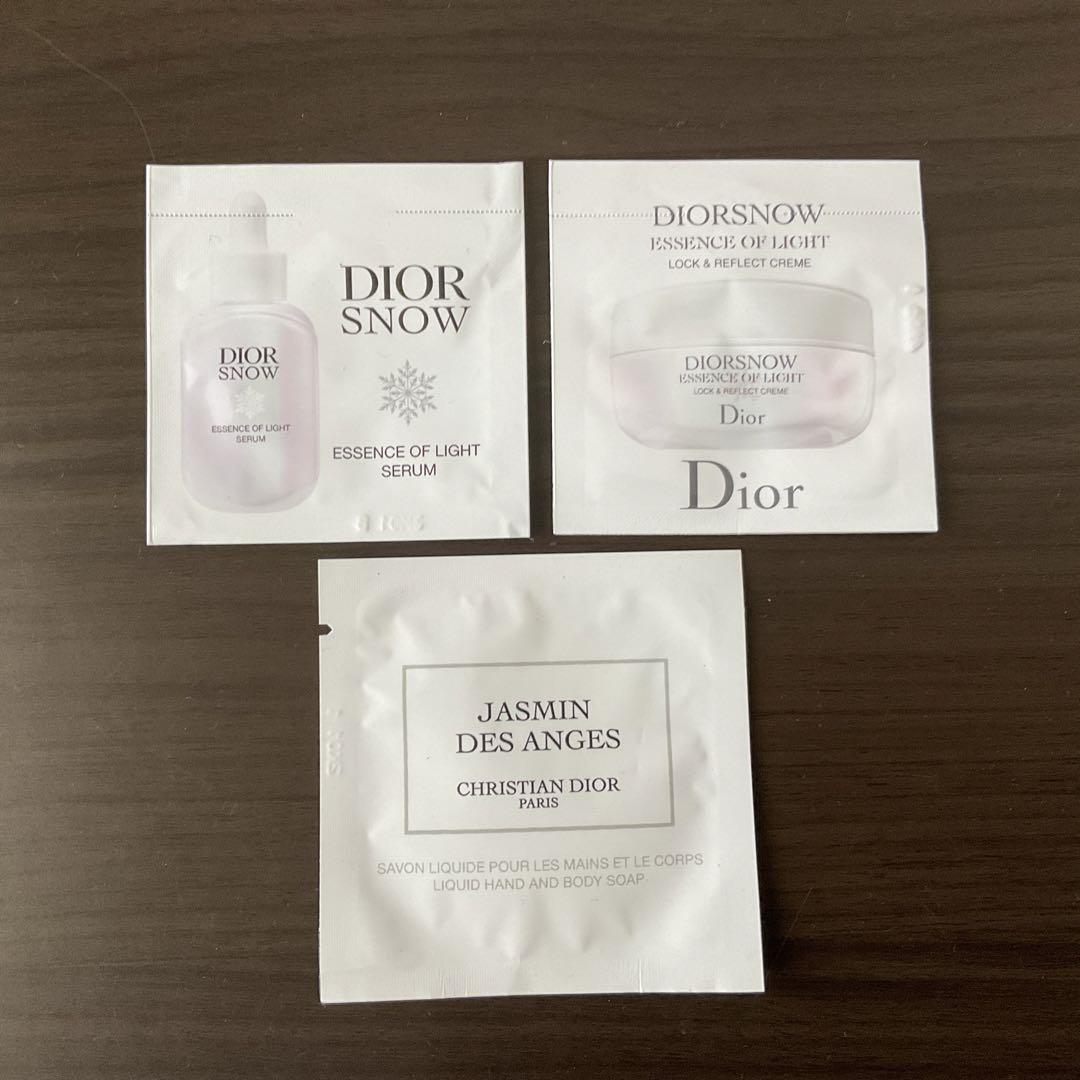 DIOR
SNOW
ESSENCE OF LIGHT
SERUM
DIOR
SNOW
ESSENCE OF LIGHT
SERUM
DIORSNOW
ESSENCE OF LIGHT
LOCK & REFLECT CREME
DIORSNOW
ESSENCE OF LIGHT
LOCK & REFLECT CREME
Dior
Dior
JASMIN
DES ANGES
CHRISTIAN DIOR
PARIS
SAVON LIQUIDE POUR LES MAINS ET LE CORPS
LIQUID HAND AND BODY SOAP